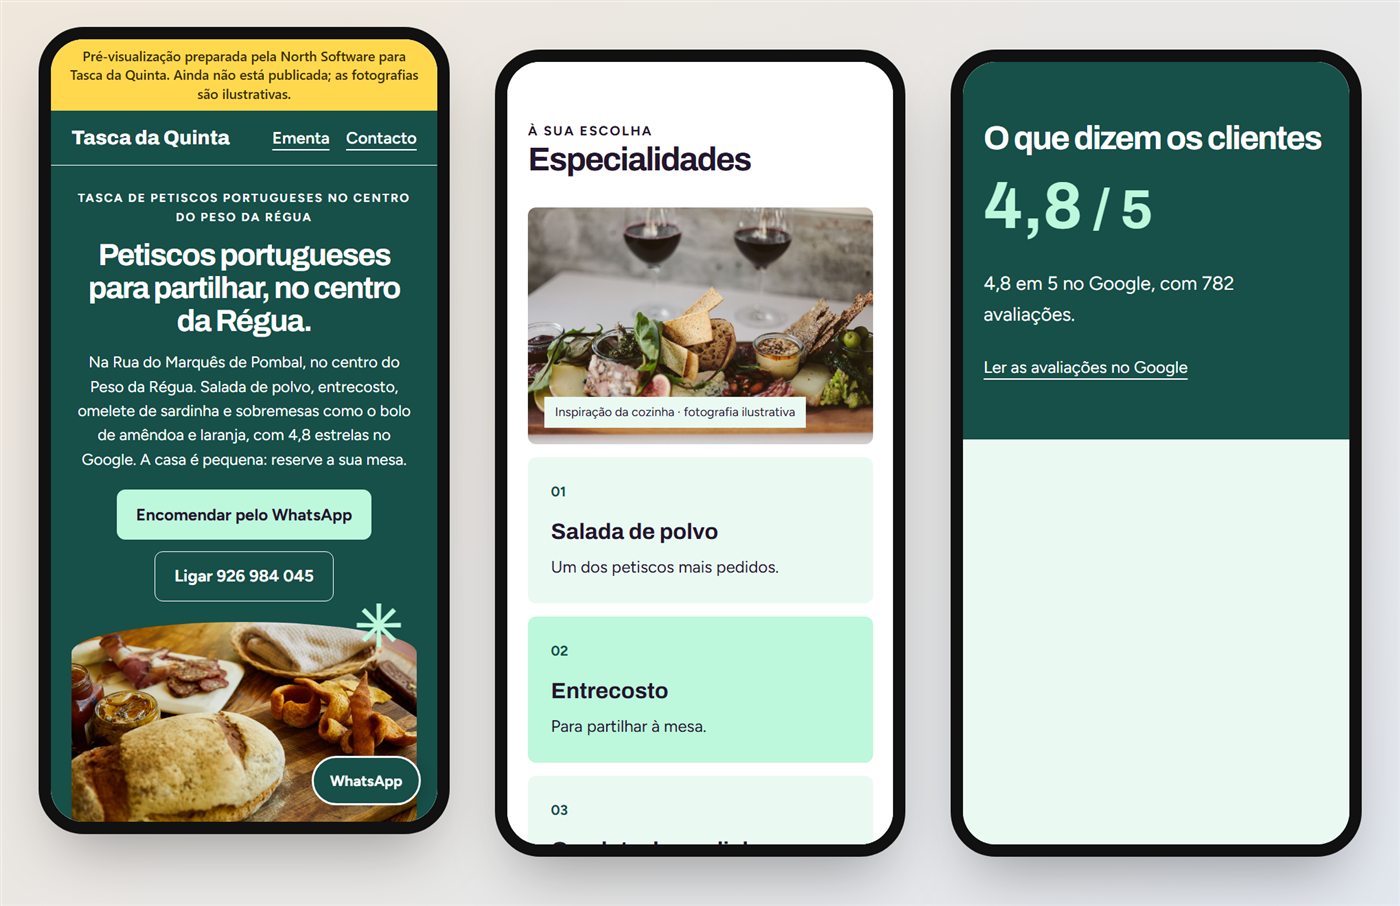 Pré-visualização preparada pela North Software para
Tasca da Quinta. Ainda não está publicada; as fotografias
são ilustrativas.
Tasca da Quinta
Ementa
Contacto
TASCA DE PETISCOS PORTUGUESES NO CENTRO
DO PESO DA RÉGUA
Petiscos portugueses
para partilhar, no centro
da Régua.
Na Rua do Marquês de Pombal, no centro do
Peso da Régua. Salada de polvo, entrecosto,
omelete de sardinha e sobremesas como o bolo
de amêndoa e laranja, com 4,8 estrelas no
Google. A casa é pequena: reserve a sua mesa.
Encomendar pelo WhatsApp
Ligar 926 984 045
WhatsApp
À SUA ESCOLHA
Especialidades
Inspiração da cozinha · fotografia ilustrativa
01
Salada de polvo
Um dos petiscos mais pedidos.
02
Entrecosto
Para partilhar à mesa.
03
O que dizem os clientes
4,8 / 5
4,8 em 5 no Google, com 782
avaliações.
Ler as avaliações no Google